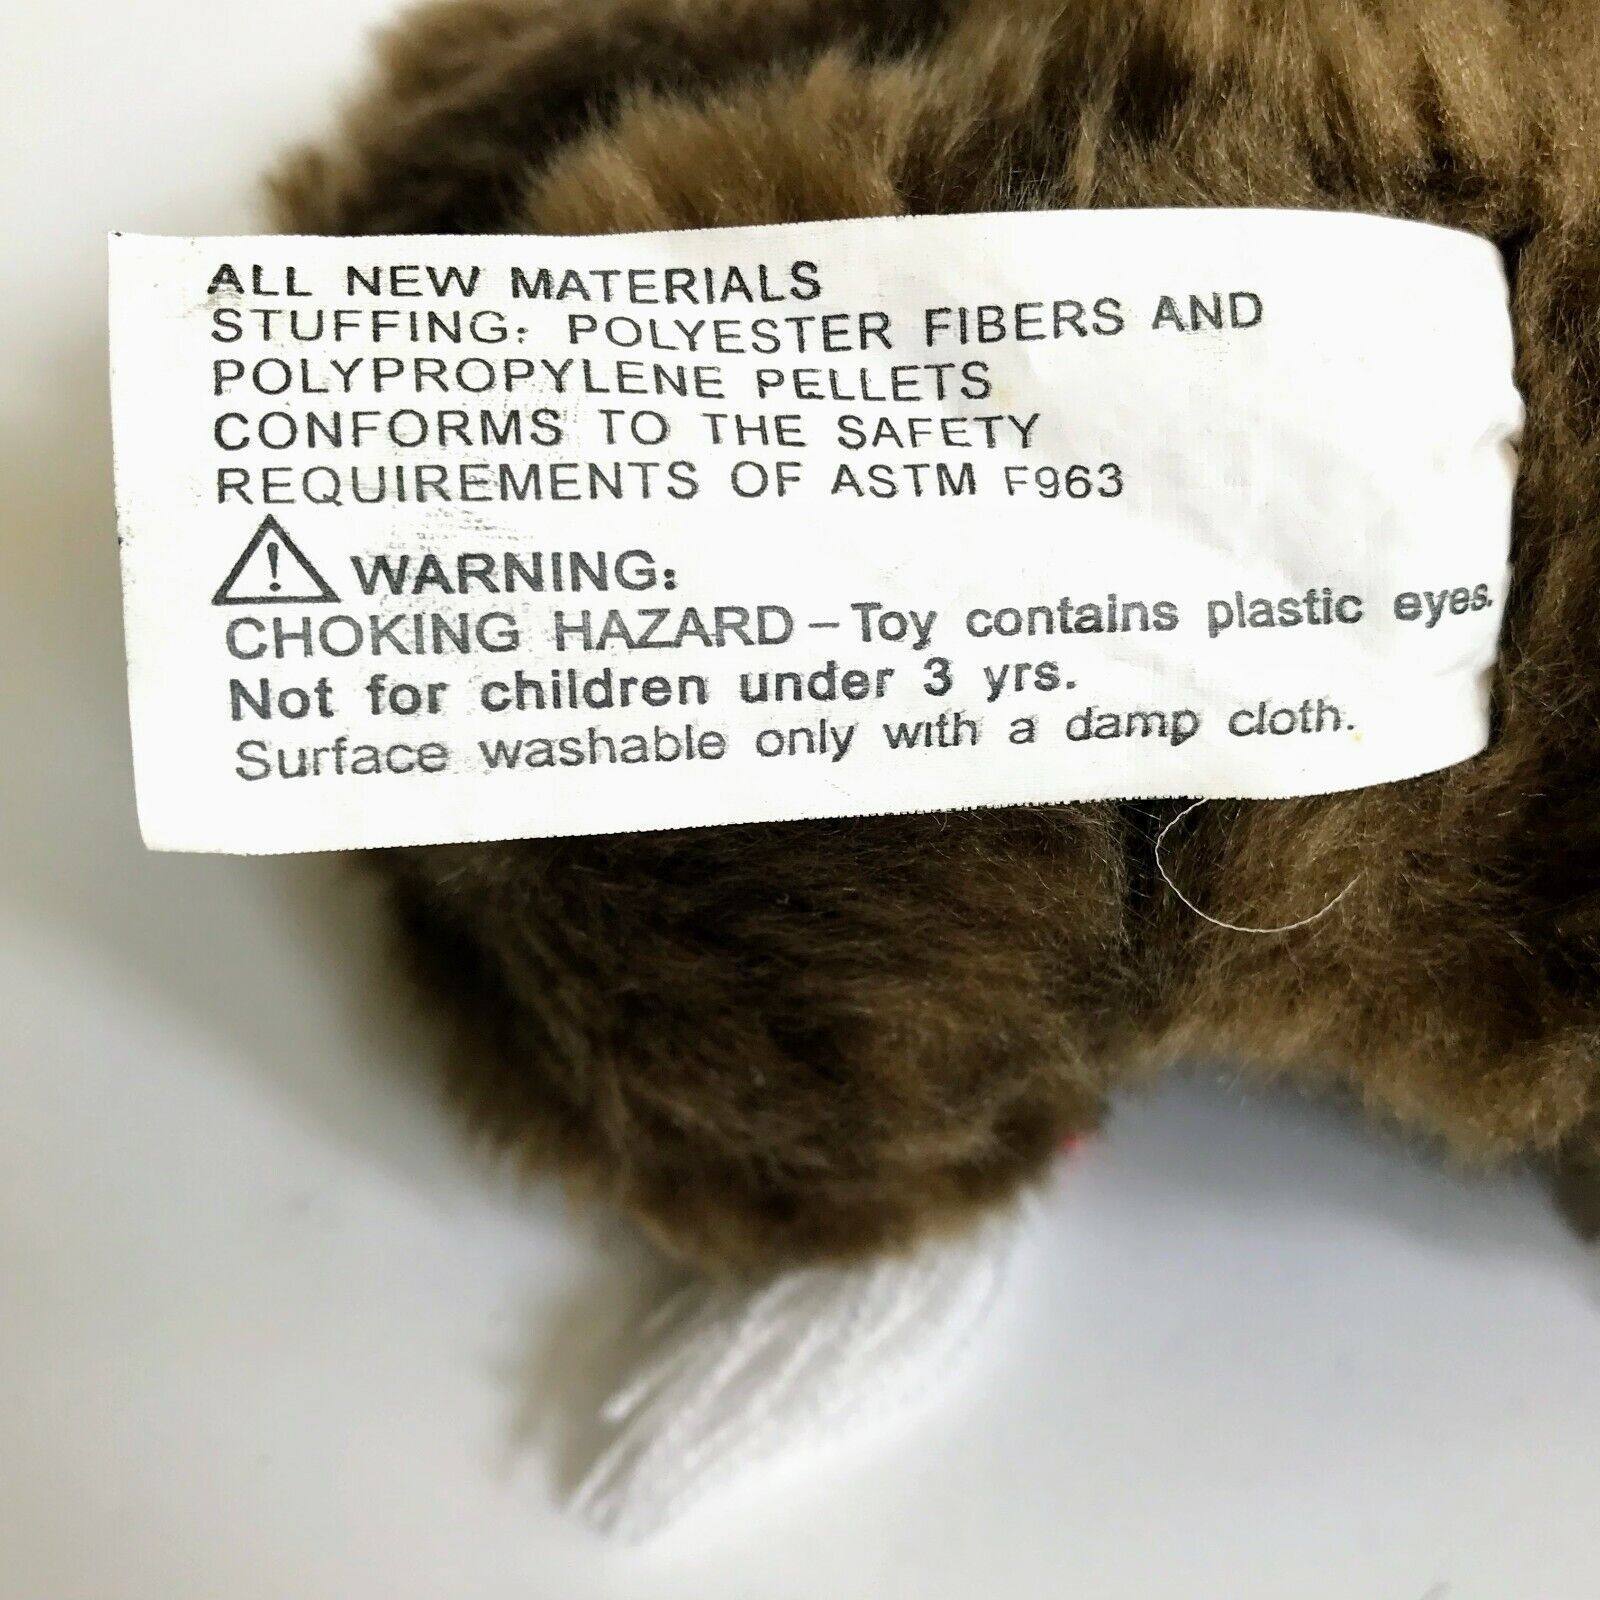 ALL NEW MATERIALS
STUFFING: POLYESTER FIBERS AND
POLYPROPYLENE PELLETS
CONFORMS TO THE SAFETY
REQUIREMENTS OF ASTM F963
! WARNING:
CHOKING HAZARD – Toy contains plastic eyes.
Not for children under 3 yrs.
Surface washable only with a damp cloth.